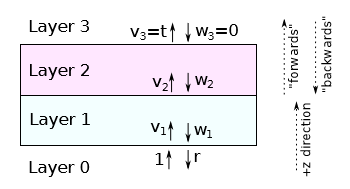 Layer 3
v₃=t
w₃=0
Layer 2
v₂
w₂
Layer 1
v₁
w₁
Layer 0
1
r
"forwards"
"backwards"
+z direction